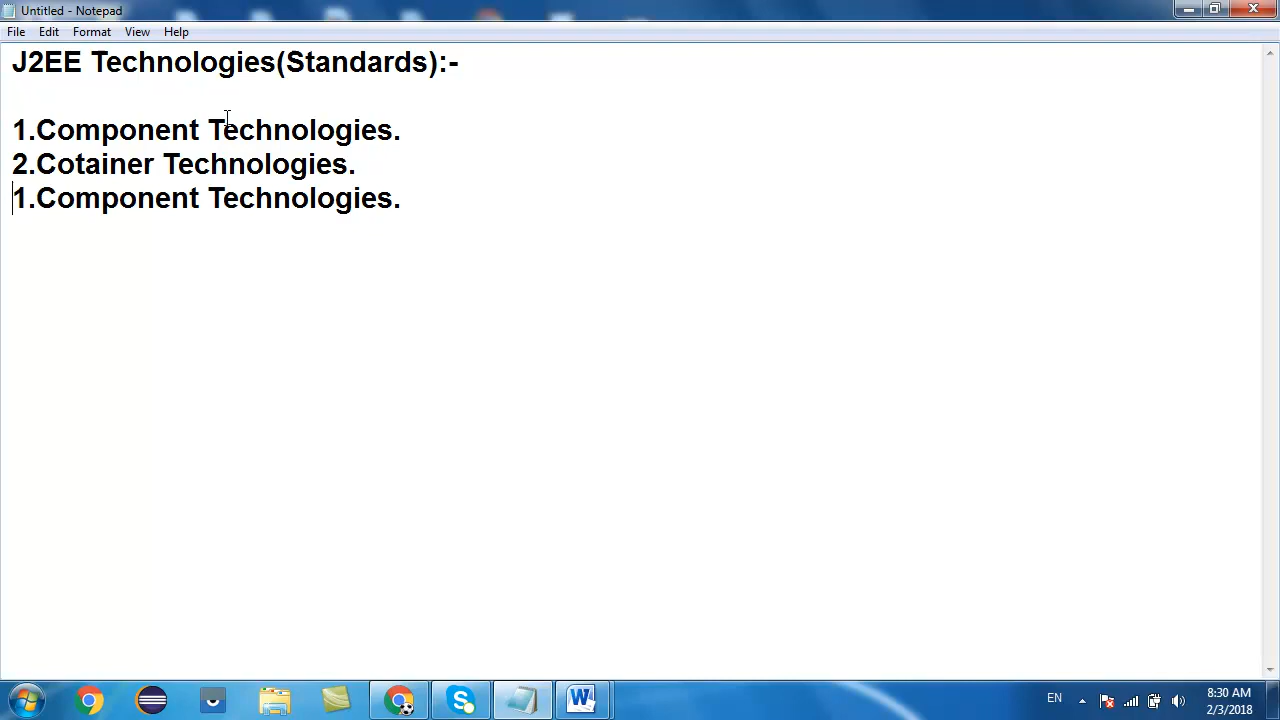 Untitled - Notepad
File Edit Format View Help
J2EE Technologies(Standards):-
1.Component Technologies.
2.Cotainer Technologies.
1.Component Technologies.
EN
8:30 AM
2/3/2018